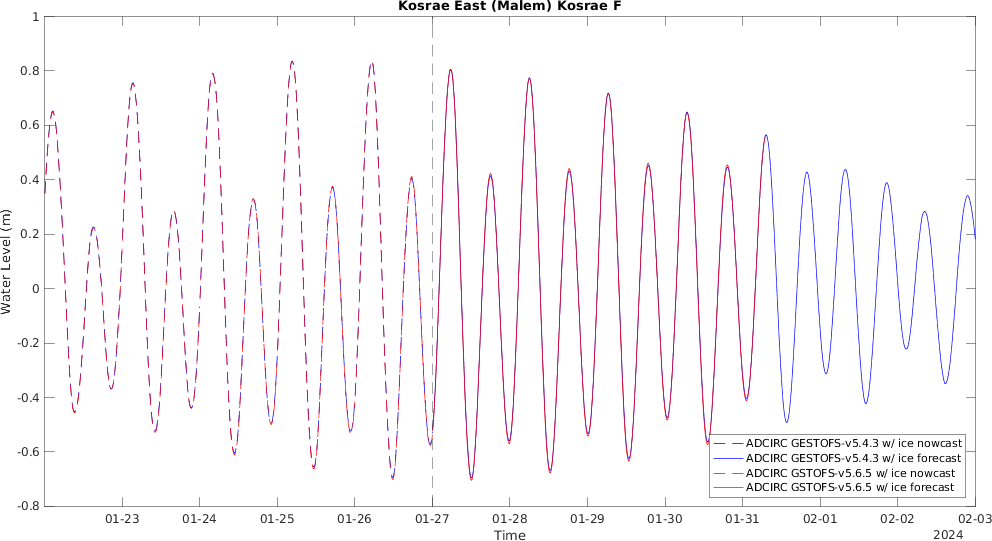 Kosrae East (Malem) Kosrae F
1
0.8
0.6
0.4
0.2
0
-0.2
-0.4
-0.6
-0.8
Water Level (m)
ADCIRC GESTOFS-v5.4.3 w/ ice nowcast
ADCIRC GESTOFS-v5.4.3 w/ ice forecast
ADCIRC GSTOFS-v5.6.5 w/ ice nowcast
ADCIRC GSTOFS-v5.6.5 w/ ice forecast
01-23 01-24 01-25 01-26 01-27 01-28 01-29 01-30 01-31 02-01 02-02 02-03
Time
2024